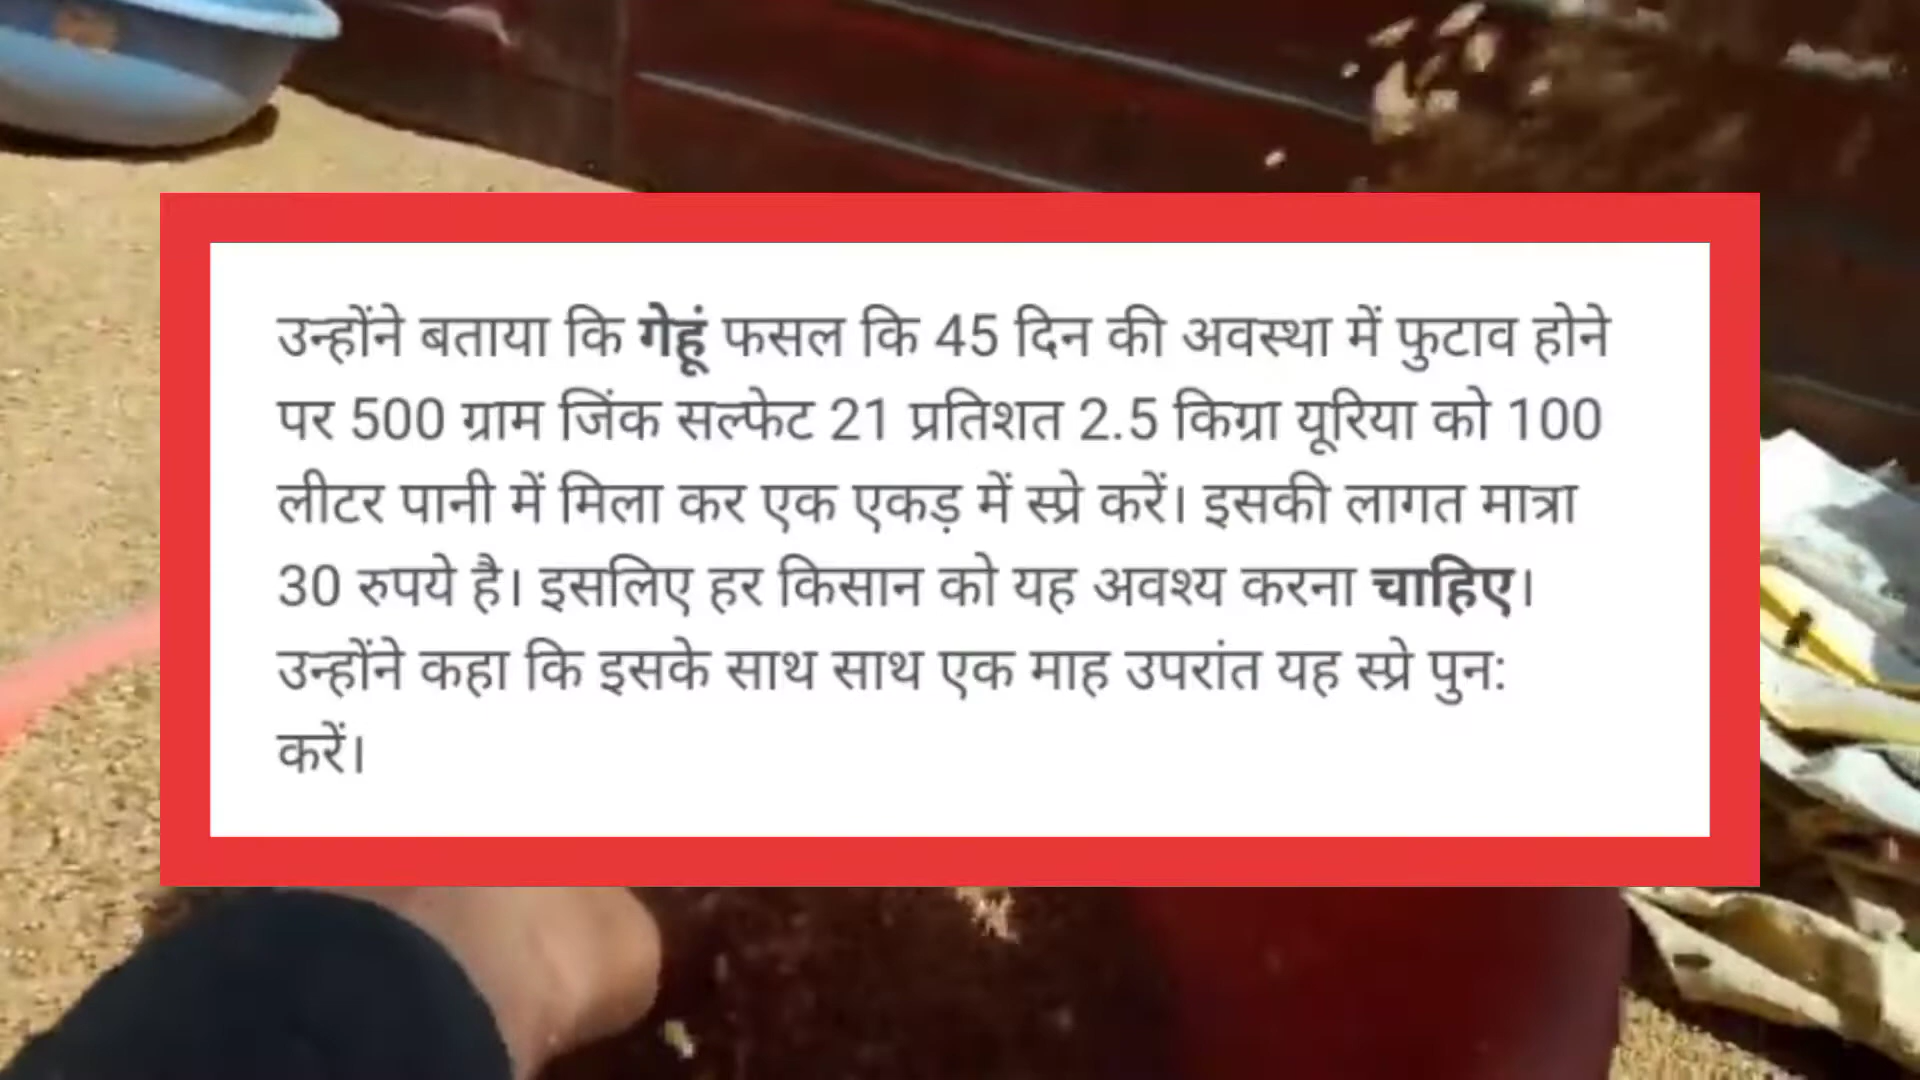 उन्होंने बताया कि गेहूं फसल कि 45 दिन की अवस्था में फुटाव होने
पर 500 ग्राम जिंक सल्फेट 21 प्रतिशत 2.5 किग्रा यूरिया को 100
लीटर पानी में मिला कर एक एकड़ में स्प्रे करें। इसकी लागत मात्रा
30 रुपये है। इसलिए हर किसान को यह अवश्य करना चाहिए।
उन्होंने कहा कि इसके साथ साथ एक माह उपरांत यह स्प्रे पुन:
करें।